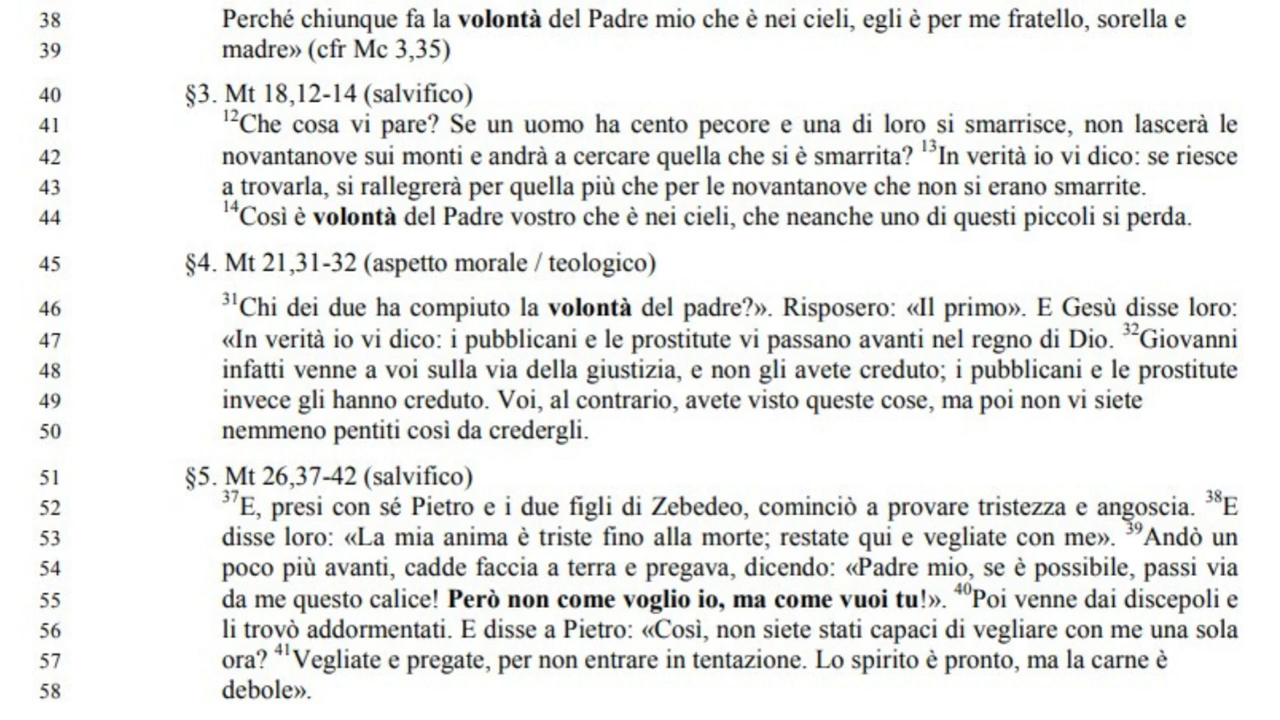 38 Perché chiunque fa la volontà del Padre mio che è nei cieli, egli è per me fratello, sorella e
39 madre» (cfr Mc 3,35)
40 §3. Mt 18,12-14 (salvifico)
41 12Che cosa vi pare? Se un uomo ha cento pecore e una di loro si smarrisce, non lascerà le
42 novantanove sui monti e andrà a cercare quella che si è smarrita? 13In verità io vi dico: se riesce
43 a trovarla, si rallegrerà per quella più che per le novantanove che non si erano smarrite.
44 14Così è volontà del Padre vostro che è nei cieli, che neanche uno di questi piccoli si perda.
45 §4. Mt 21,31-32 (aspetto morale / teologico)
46 31Chi dei due ha compiuto la volontà del padre?». Risposero: «Il primo». E Gesù disse loro:
47 «In verità io vi dico: i pubblicani e le prostitute vi passano avanti nel regno di Dio. 32Giovanni
48 infatti venne a voi sulla via della giustizia, e non gli avete creduto; i pubblicani e le prostitute
49 invece gli hanno creduto. Voi, al contrario, avete visto queste cose, ma poi non vi siete
50 nemmeno pentiti così da credergli.
51 §5. Mt 26,37-42 (salvifico)
52 37E, presi con sé Pietro e i due figli di Zebedeo, cominciò a provare tristezza e angoscia. 38E
53 disse loro: «La mia anima è triste fino alla morte; restate qui e vegliate con me». 39Andò un
54 poco più avanti, cadde faccia a terra e pregava, dicendo: «Padre mio, se è possibile, passi via
55 da me questo calice! Però non come voglio io, ma come vuoi tu!». 40Poi venne dai discepoli e
56 li trovò addormentati. E disse a Pietro: «Così, non siete stati capaci di vegliare con me una sola
57 ora? 41Vegliate e pregate, per non entrare in tentazione. Lo spirito è pronto, ma la carne è
58 debole».